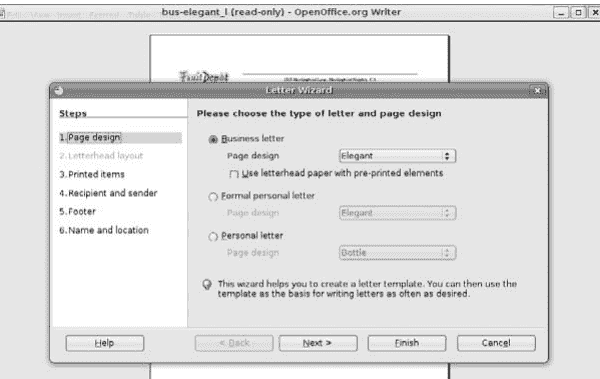 bus-elegant_l (read-only) - OpenOffice.org Writer
Fruit Depot
Letter Wizard
Steps
Please choose the type of letter and page design
1.Page design
2.Letterhead layout
3.Printed items
4.Recipient and sender
5.Footer
6.Name and location
Business letter
Page design Elegant
Use letterhead paper with pre-printed elements
Formal personal letter
Page design Elegant
Personal letter
Page design Bottle
This wizard helps you to create a letter template. You can then use the
template as the basis for writing letters as often as desired.
Help
< Back
Next >
Finish
Cancel